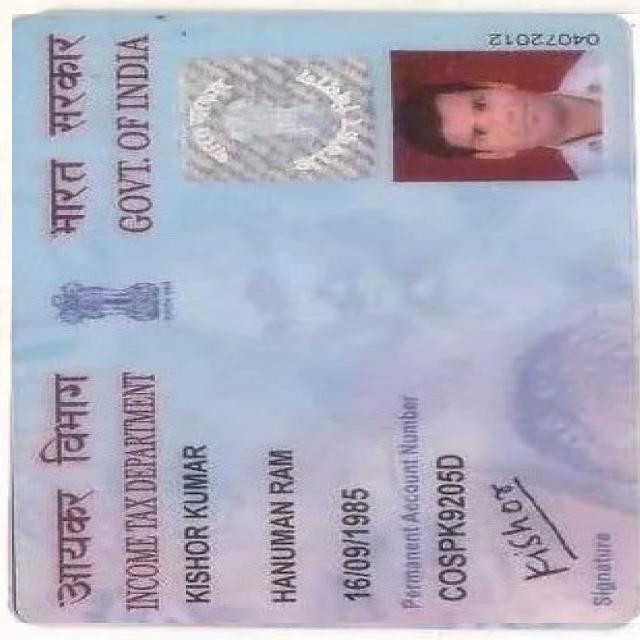 आयकर विभाग
INCOME TAX DEPARTMENT
भारत सरकार
GOVT. OF INDIA
KISHOR KUMAR
HANUMAN RAM
16/09/1985
Permanent Account Number
COSPK9205D
Kishor
Signature
04072012